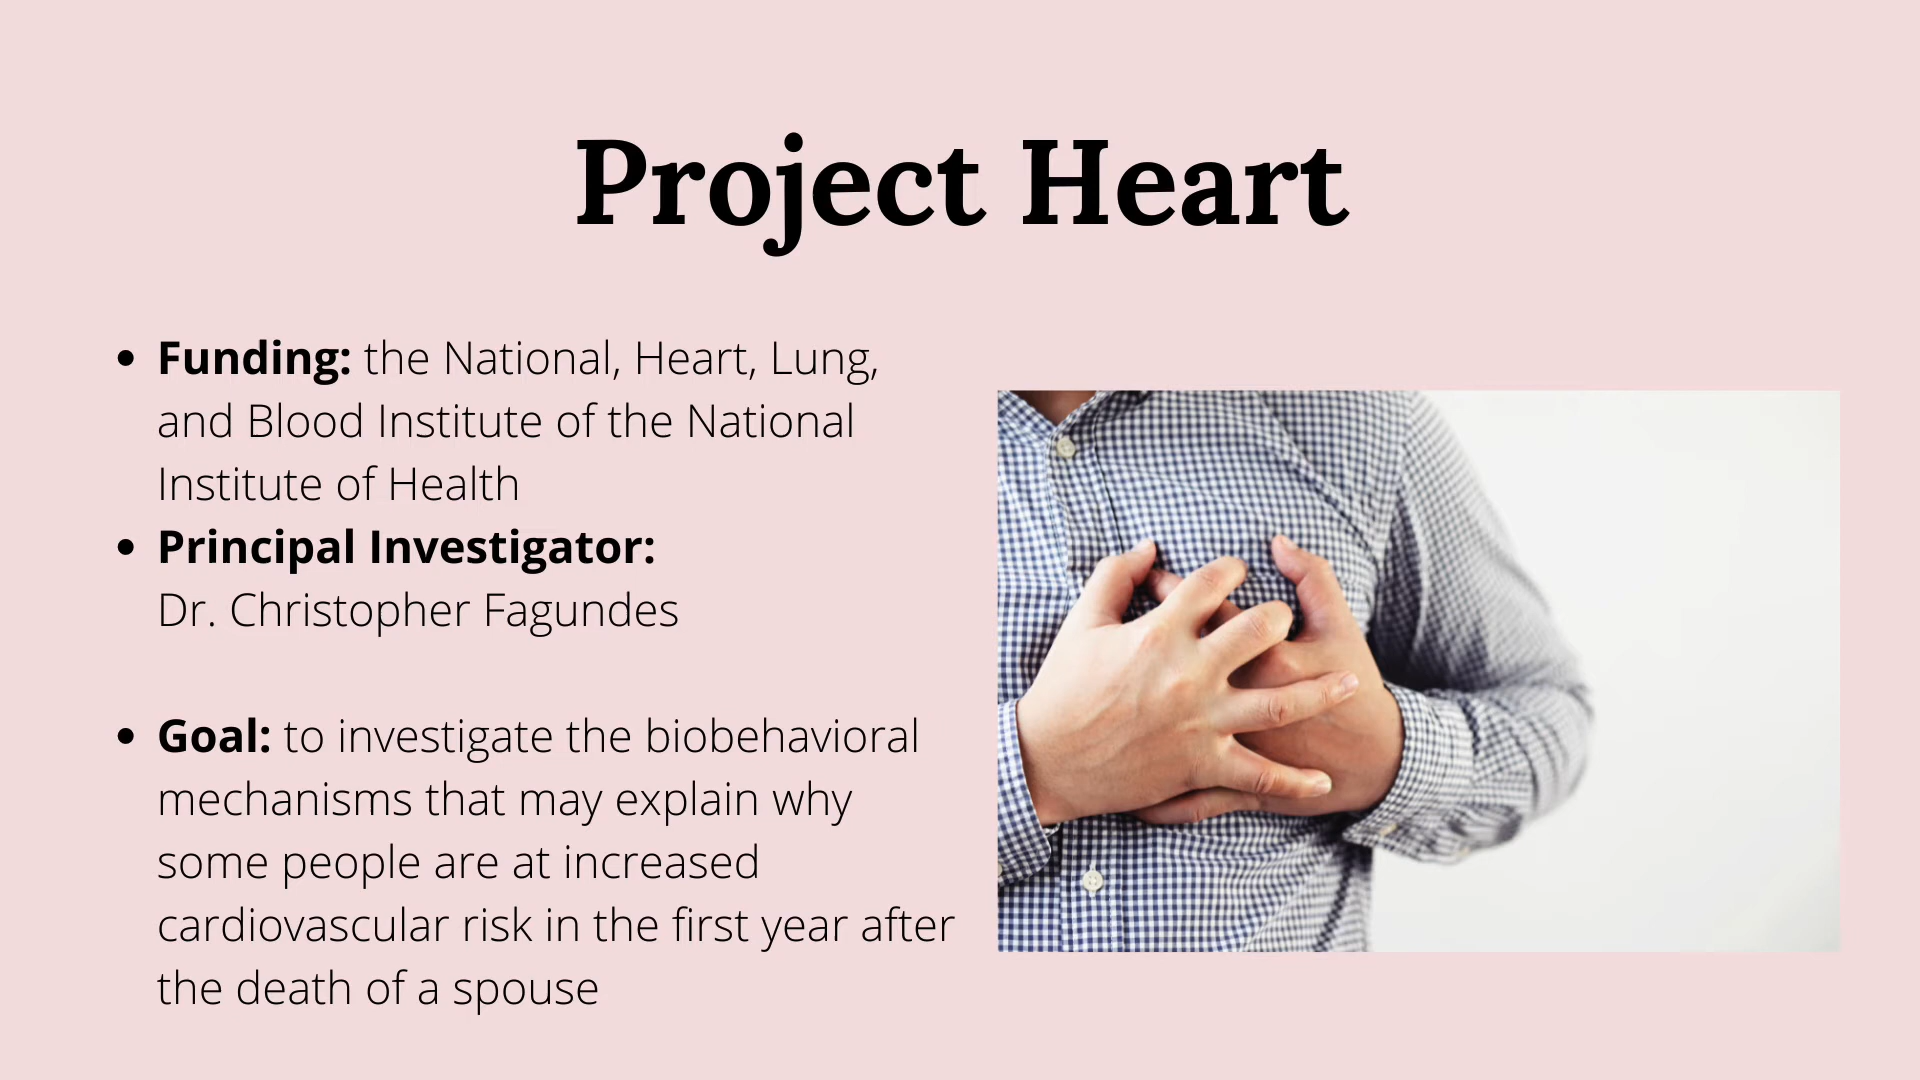 Project Heart
• Funding: the National, Heart, Lung,
and Blood Institute of the National
Institute of Health
• Principal Investigator:
Dr. Christopher Fagundes
• Goal: to investigate the biobehavioral
mechanisms that may explain why
some people are at increased
cardiovascular risk in the first year after
the death of a spouse